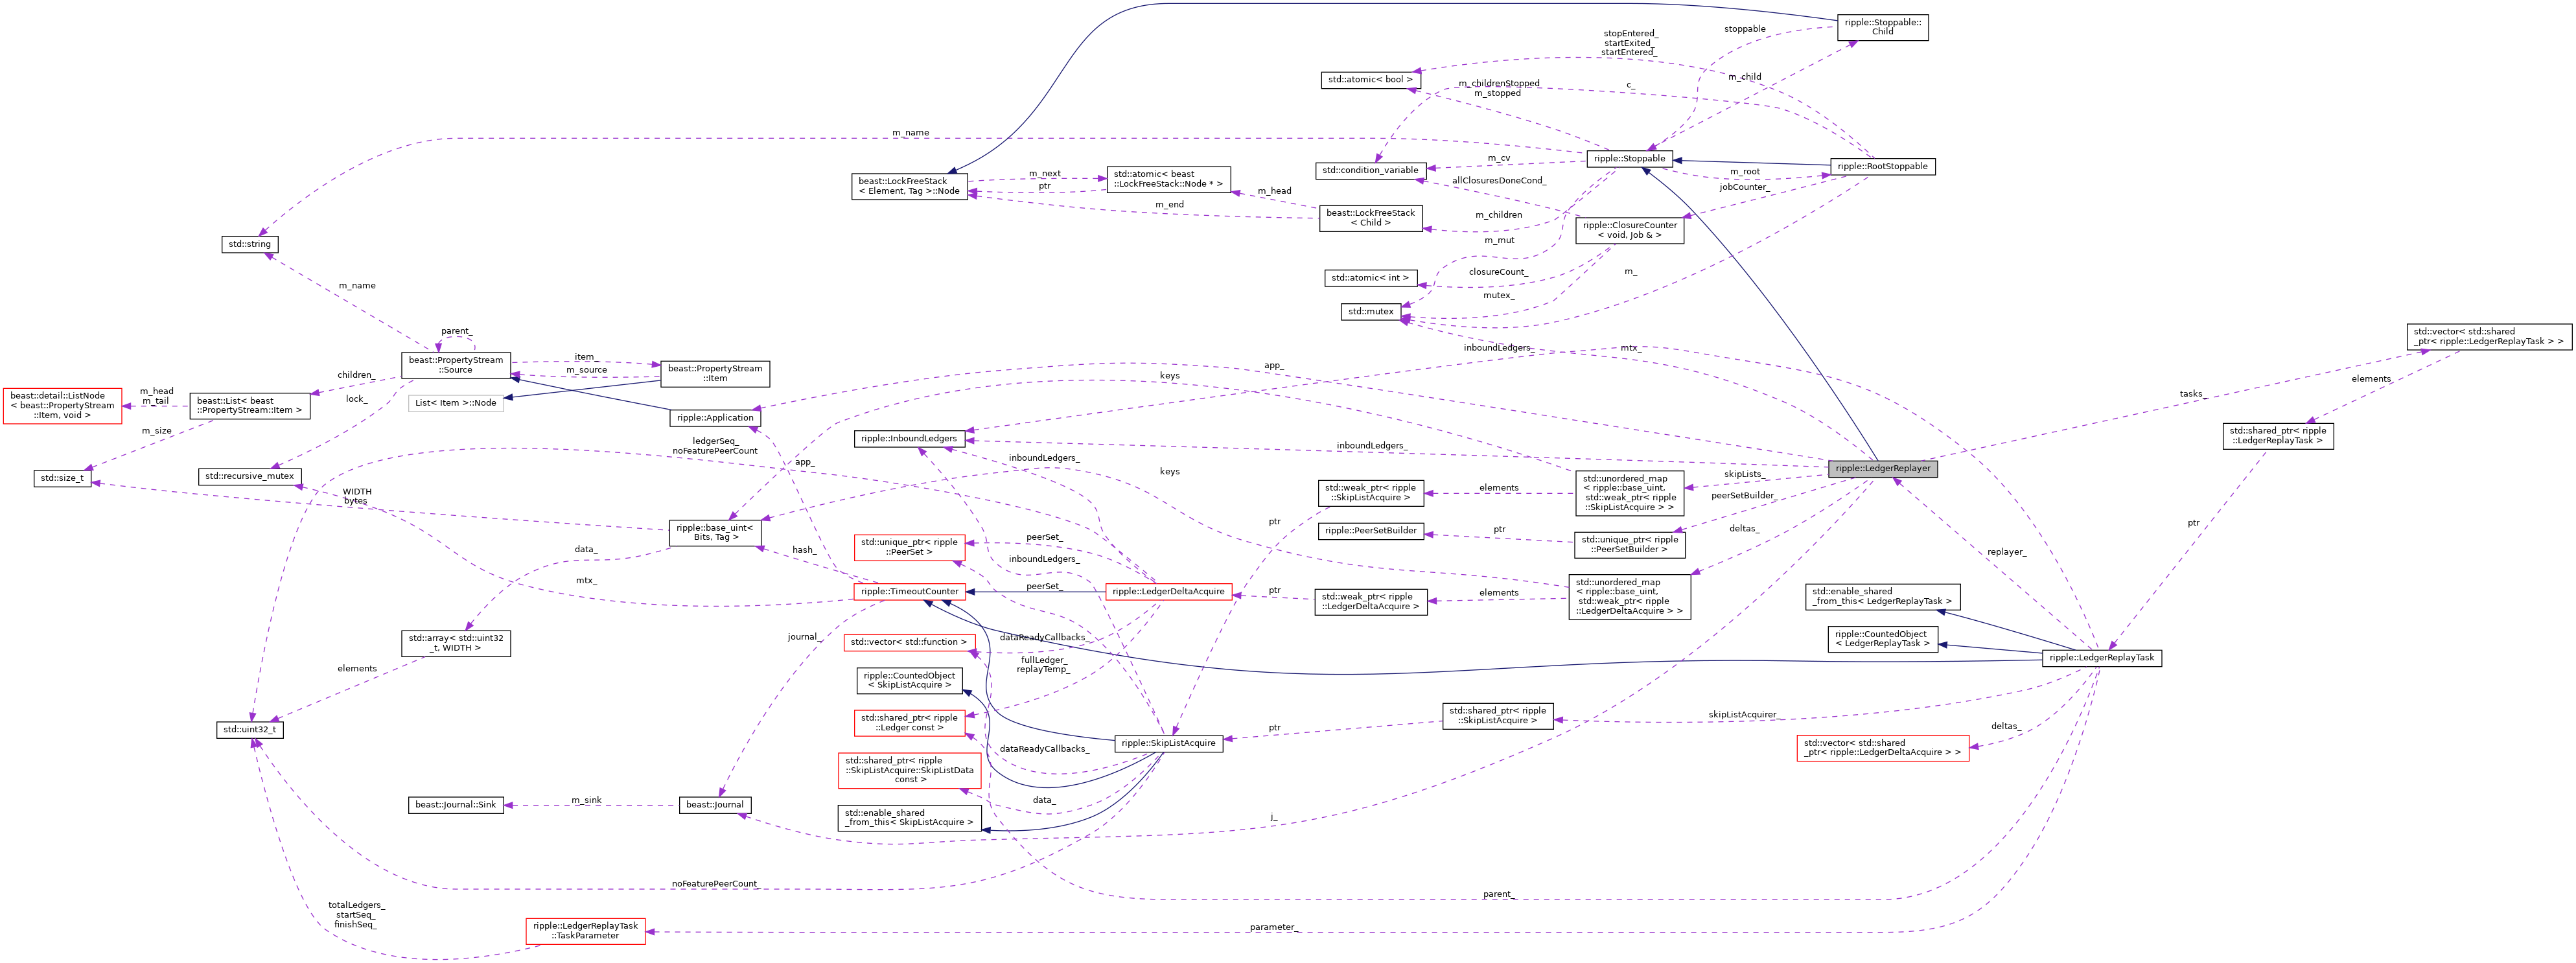 ripple::Stoppable::
Child
stoppable
stopEntered_
startExited_
startEntered_
std::atomic< bool >
m_child
m_childrenStopped
m_stopped
c_
m_name
ripple::Stoppable
m_cv
std::condition_variable
m_root
ripple::RootStoppable
beast::LockFreeStack
< Element, Tag >::Node
m_next
ptr
std::atomic< beast
::LockFreeStack::Node * >
m_head
m_end
allClosuresDoneCond_
jobCounter_
beast::LockFreeStack
< Child >
m_children
ripple::ClosureCounter
< void, Job & >
std::string
m_mut
std::atomic< int >
closureCount_
m_
m_name
mutex_
std::mutex
parent_
std::vector< std::shared
_ptr< ripple::LedgerReplayTask > >
beast::PropertyStream
::Source
item_
m_source
beast::PropertyStream
::Item
app_
inboundLedgers_
mtx_
keys
children_
elements
tasks_
beast::detail::ListNode
< beast::PropertyStream
::Item, void >
m_head
m_tail
beast::List< beast
::PropertyStream::Item >
lock_
List< Item >::Node
ripple::Application
m_size
ledgerSeq_
noFeaturePeerCount
ripple::InboundLedgers
inboundLedgers_
std::shared_ptr< ripple
::LedgerReplayTask >
std::size_t
std::recursive_mutex
app_
inboundLedgers_
keys
ripple::LedgerReplayer
skipLists_
std::unordered_map
< ripple::base_uint,
std::weak_ptr< ripple
::SkipListAcquire > >
elements
std::weak_ptr< ripple
::SkipListAcquire >
WIDTH
bytes
peerSetBuilder_
ptr
ptr
ripple::base_uint<
Bits, Tag >
ripple::PeerSetBuilder
ptr
std::unique_ptr< ripple
::PeerSetBuilder >
deltas_
std::unique_ptr< ripple
::PeerSet >
peerSet_
data_
hash_
inboundLedgers_
replayer_
mtx_
ripple::TimeoutCounter
peerSet_
ripple::LedgerDeltaAcquire
ptr
std::weak_ptr< ripple
::LedgerDeltaAcquire >
elements
std::unordered_map
< ripple::base_uint,
std::weak_ptr< ripple
::LedgerDeltaAcquire > >
std::enable_shared
_from_this< LedgerReplayTask >
std::array< std::uint32
_t, WIDTH >
journal_
std::vector< std::function >
dataReadyCallbacks_
ripple::CountedObject
< LedgerReplayTask >
ripple::LedgerReplayTask
elements
ripple::CountedObject
< SkipListAcquire >
fullLedger_
replayTemp_
std::uint32_t
std::shared_ptr< ripple
::Ledger const >
ptr
std::shared_ptr< ripple
::SkipListAcquire >
skipListAcquirer_
deltas_
ripple::SkipListAcquire
dataReadyCallbacks_
std::vector< std::shared
_ptr< ripple::LedgerDeltaAcquire > >
std::shared_ptr< ripple
::SkipListAcquire::SkipListData
const >
beast::Journal::Sink
m_sink
beast::Journal
data_
std::enable_shared
_from_this< SkipListAcquire >
j_
noFeaturePeerCount_
parent_
totalLedgers_
startSeq_
finishSeq_
ripple::LedgerReplayTask
::TaskParameter
parameter_